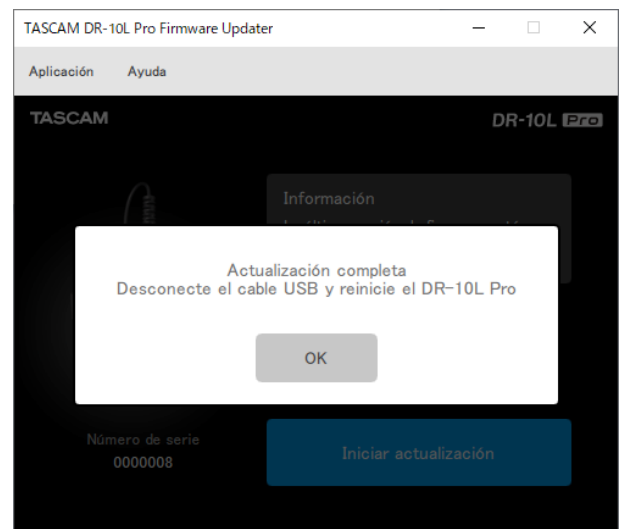 TASCAM DR-10L Pro Firmware Updater
Aplicación Ayuda
TASCAM
DR-10L Pro
Información
Actualización completa
Desconecte el cable USB y reinicie el DR-10L Pro
OK
Número de serie
0000008
Iniciar actualización